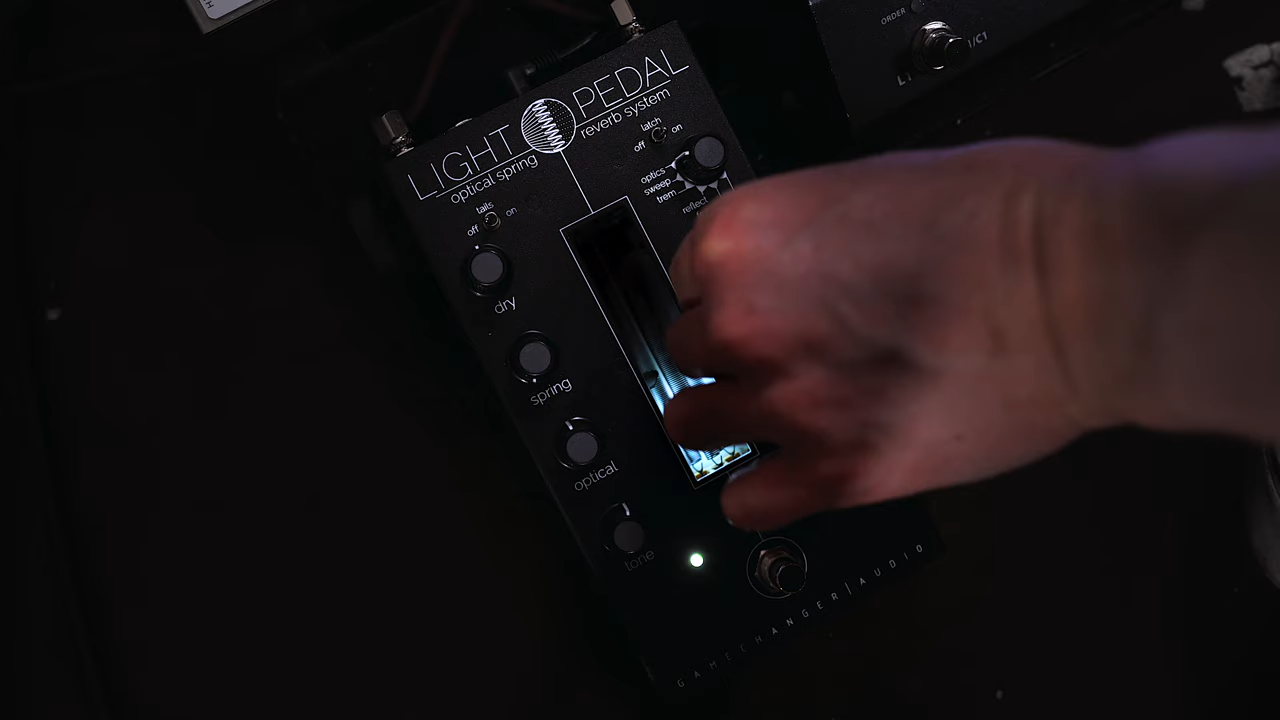 LIGHT PEDAL
optical spring reverb system
latch
off on
optics
sweep
trem
reflect
tails
off on
dry
spring
optical
tone
GAMECHANGER|AUDIO
ORDER
/C1
H